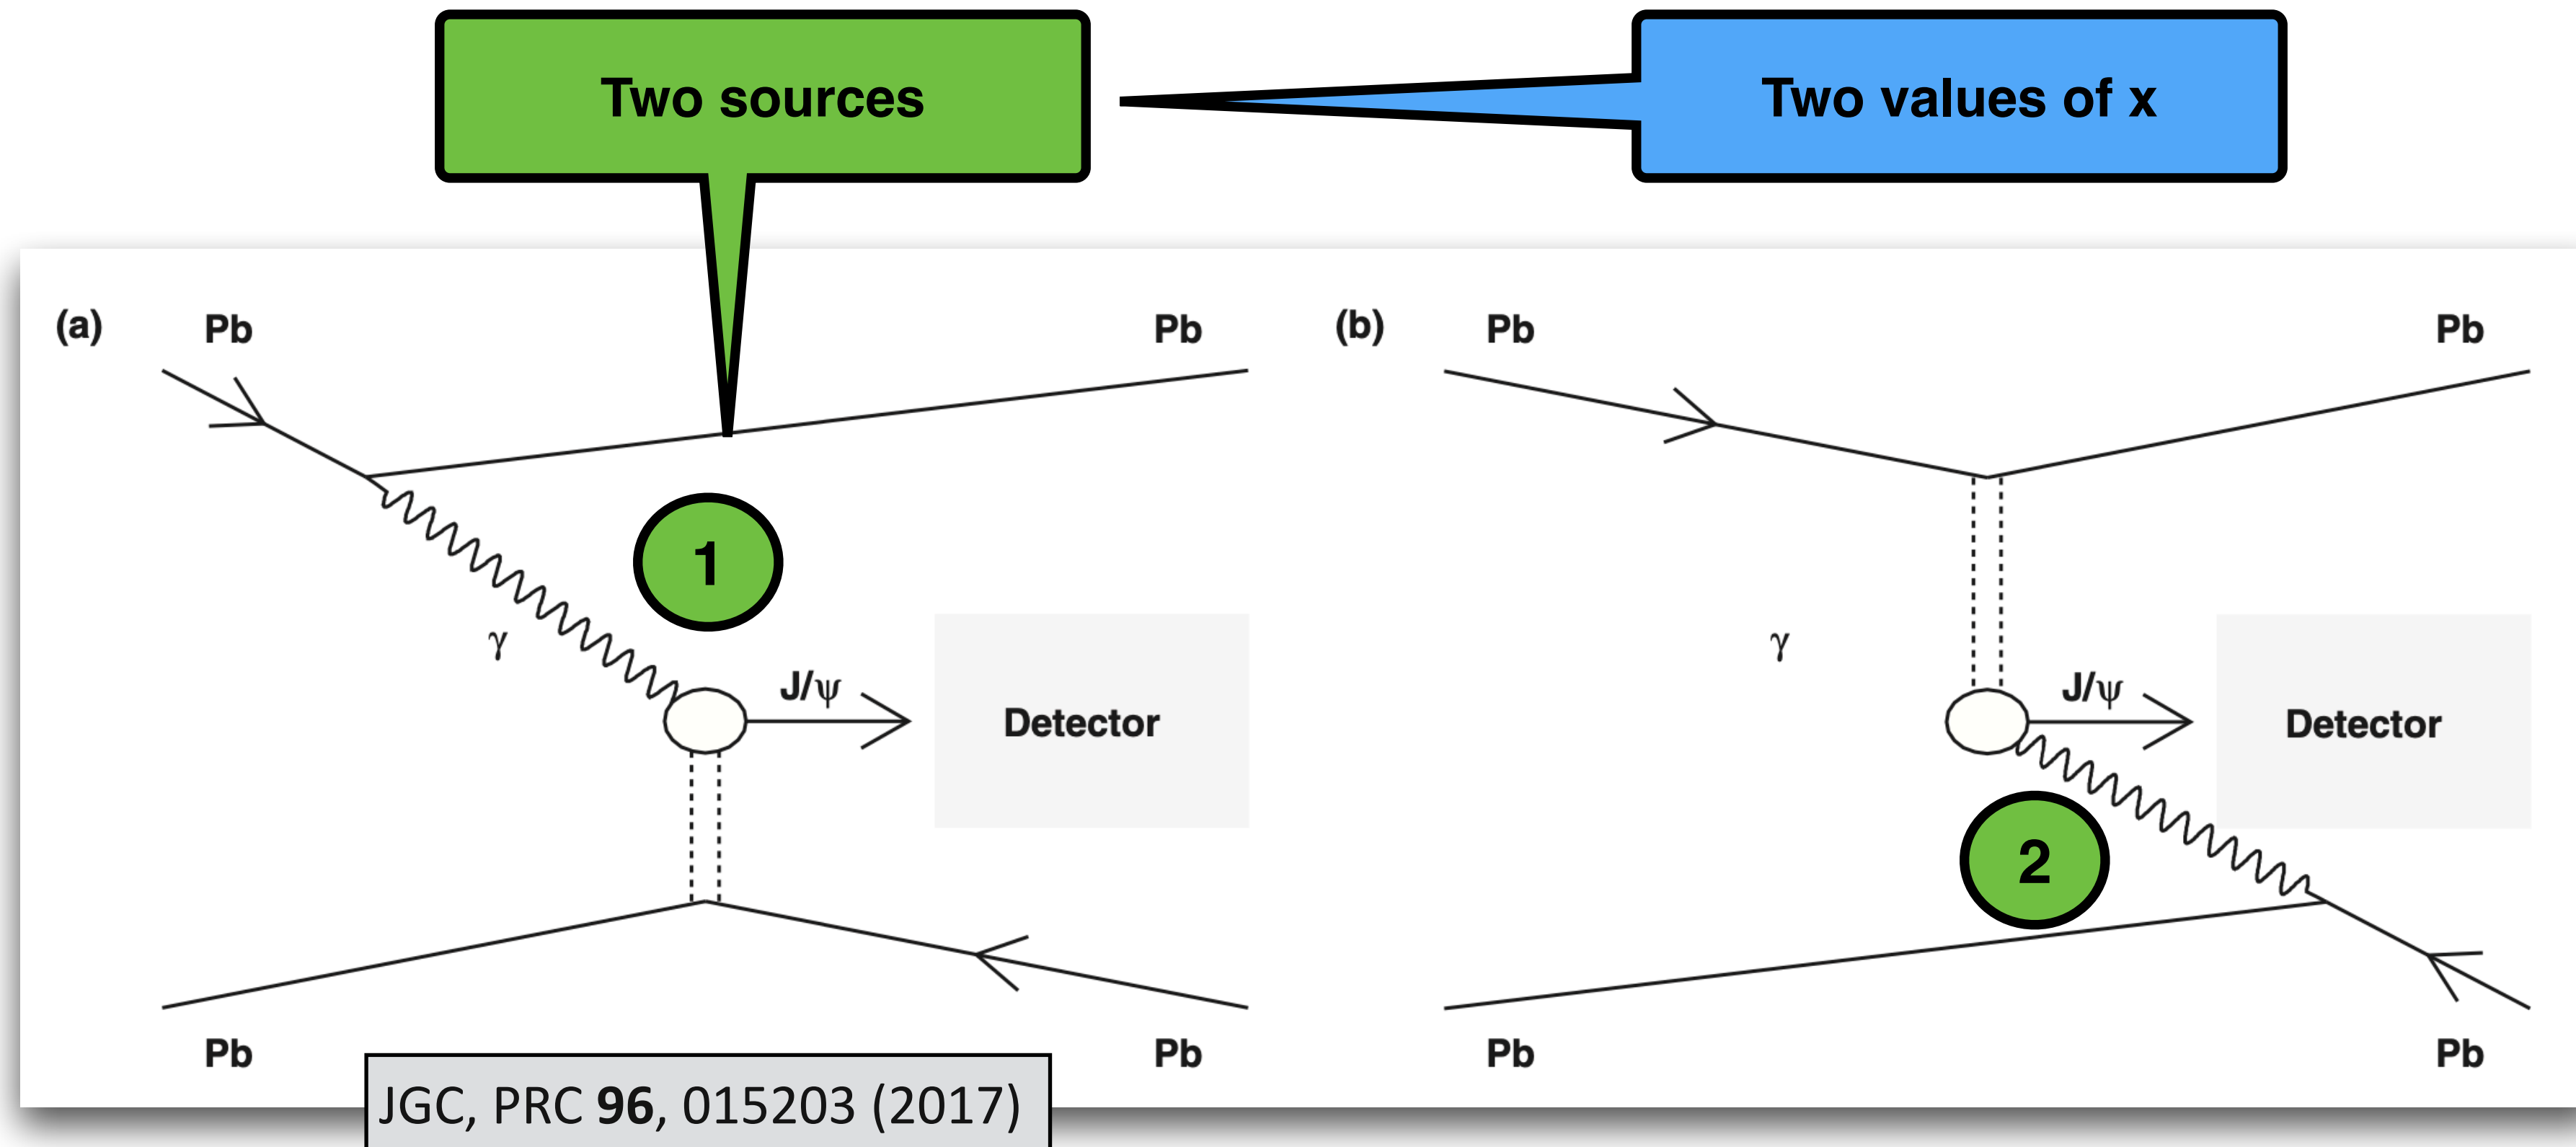 Two sources
Two values of x
(a)
Pb
Pb
(b)
Pb
Pb
1
γ
γ
J/ψ
Detector
J/ψ
Detector
2
Pb
Pb
Pb
Pb
JGC, PRC 96, 015203 (2017)